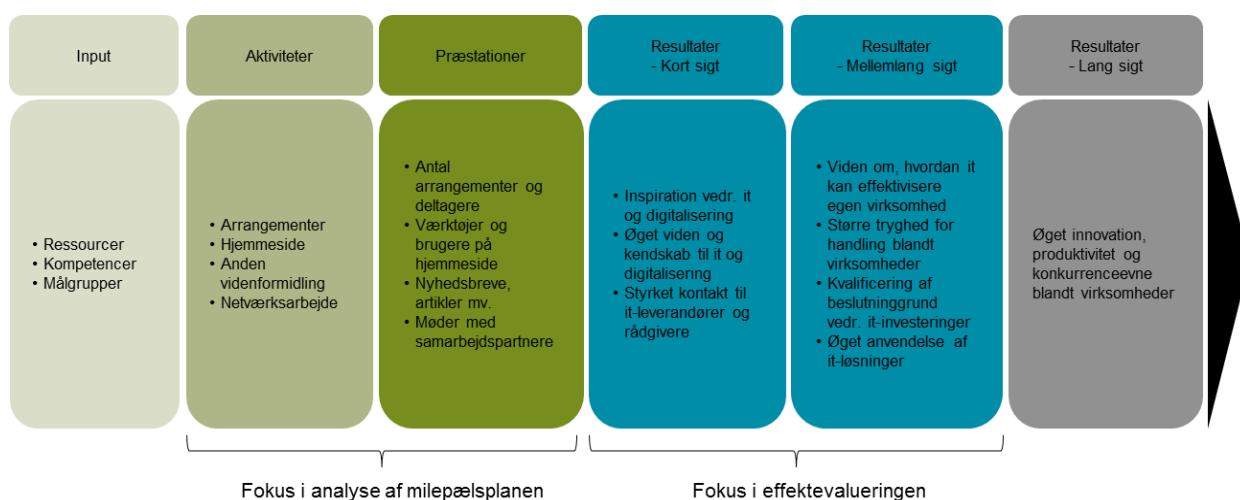 Input
Aktiviteter
Præstationer
Resultater
- Kort sigt
Resultater
- Mellemlang sigt
Resultater
- Lang sigt
• Ressourcer
• Kompetencer
• Målgrupper
• Arrangementer
• Hjemmeside
• Anden
videnformidling
• Netværksarbejde
• Antal
arrangementer og
deltagere
• Værktøjer og
brugere på
hjemmeside
• Nyhedsbreve,
artikler mv.
• Møder med
samarbejdspartnere
• Inspiration vedr. it
og digitalisering
• Øget viden og
kendskab til it og
digitalisering
• Styrket kontakt til
it-leverandører og
rådgivere
• Viden om, hvordan it
kan effektivisere
egen virksomhed
• Større tryghed for
handling blandt
virksomheder
• Kvalificering af
beslutninggrund
vedr. it-investeringer
• Øget anvendelse af
it-løsninger
Øget innovation,
produktivitet og
konkurrenceevne
blandt virksomheder
Fokus i analyse af milepælsplanen
Fokus i effektevalueringen